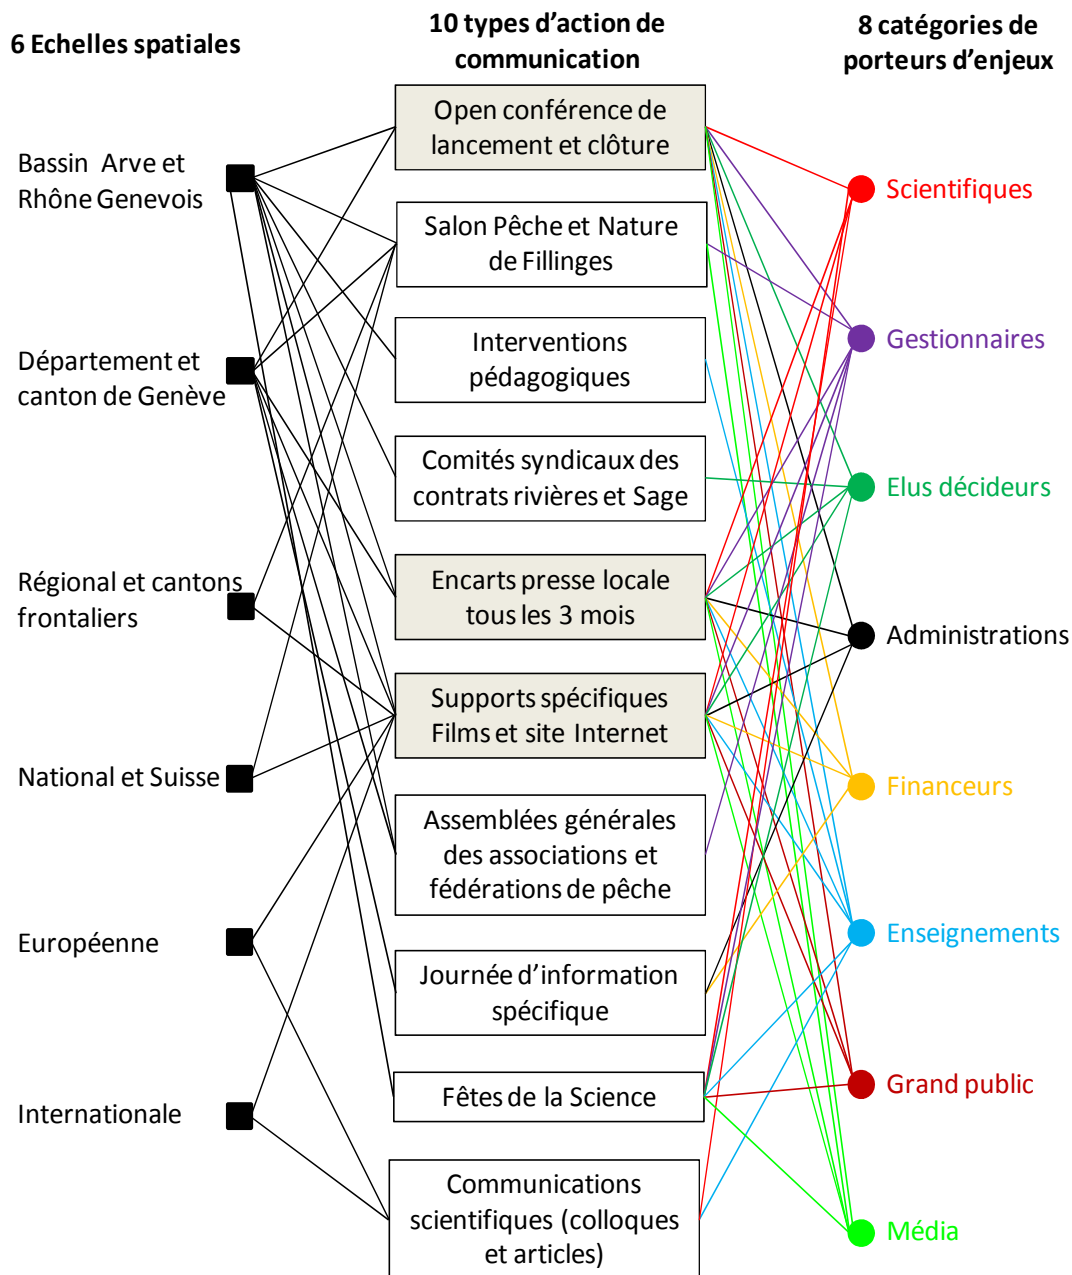 6 Echelles spatiales
10 types d’action de
communication
8 catégories de
porteurs d’enjeux
Bassin Arve et
Rhône Genevois
Département et
canton de Genève
Régional et cantons
frontaliers
National et Suisse
Européenne
Internationale
Open conférence de
lancement et clôture
Salon Pêche et Nature
de Fillinges
Interventions
pédagogiques
Comités syndicaux des
contrats rivières et Sage
Encarts presse locale
tous les 3 mois
Supports spécifiques
Films et site Internet
Assemblées générales
des associations et
fédérations de pêche
Journée d’information
spécifique
Fêtes de la Science
Communications
scientifiques (colloques
et articles)
Scientifiques
Gestionnaires
Elus décideurs
Administrations
Financeurs
Enseignements
Grand public
Média